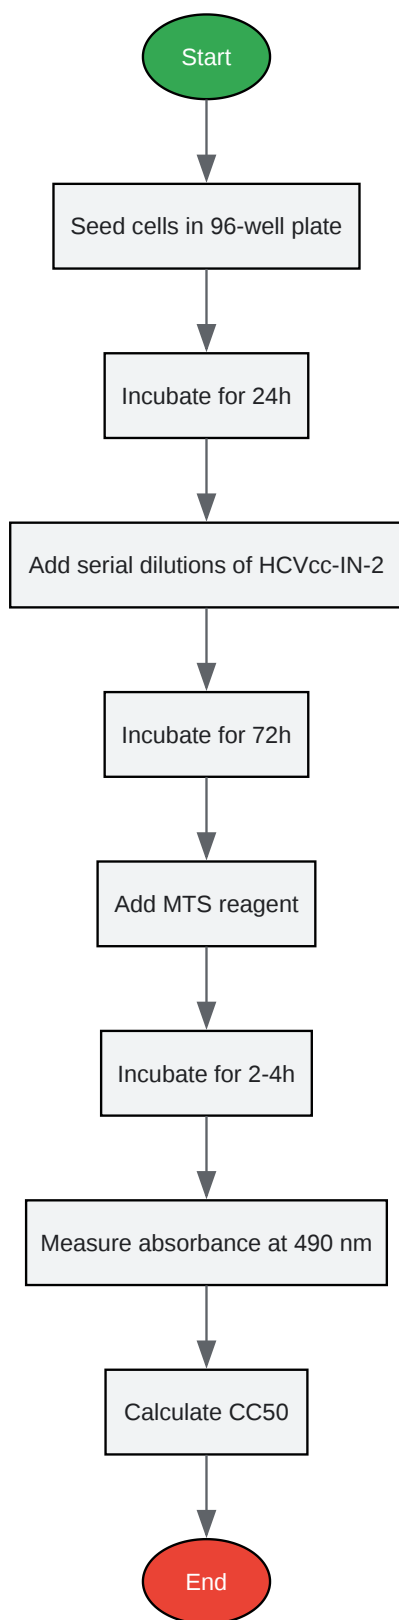 Start
Seed cells in 96-well plate
Incubate for 24h
Add serial dilutions of HCVcc-IN-2
Incubate for 72h
Add MTS reagent
Incubate for 2-4h
Measure absorbance at 490 nm
Calculate CC50
End